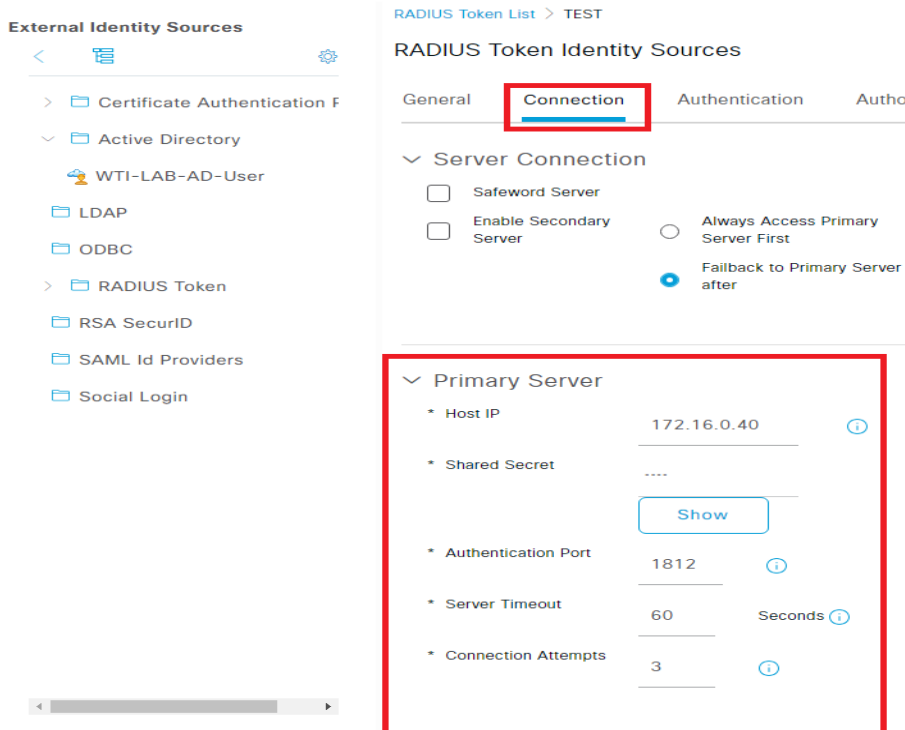 External Identity Sources
Certificate Authentication F
Active Directory
WTI-LAB-AD-User
LDAP
ODBC
RADIUS Token
RSA SecurID
SAML Id Providers
Social Login
RADIUS Token List > TEST
RADIUS Token Identity Sources
General Connection Authentication Autho
Server Connection
Safeword Server
Enable Secondary
Server
Always Access Primary
Server First
Failback to Primary Server
after
Primary Server
* Host IP
172.16.0.40
* Shared Secret
----
Show
* Authentication Port
1812
* Server Timeout
60 Seconds
* Connection Attempts
3